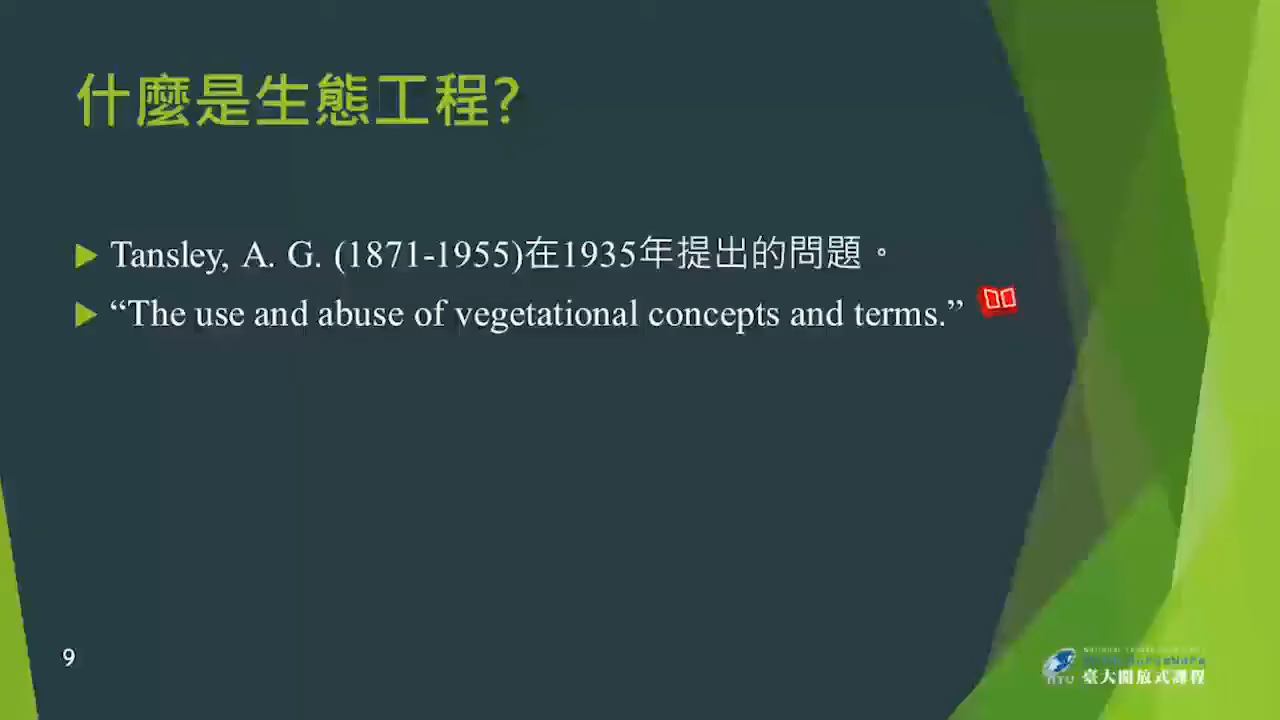 什麼是生態工程?
Tansley, A. G. (1871-1955)在1935年提出的問題。
“The use and abuse of vegetational concepts and terms.”
9
NTU 臺大開放式課程